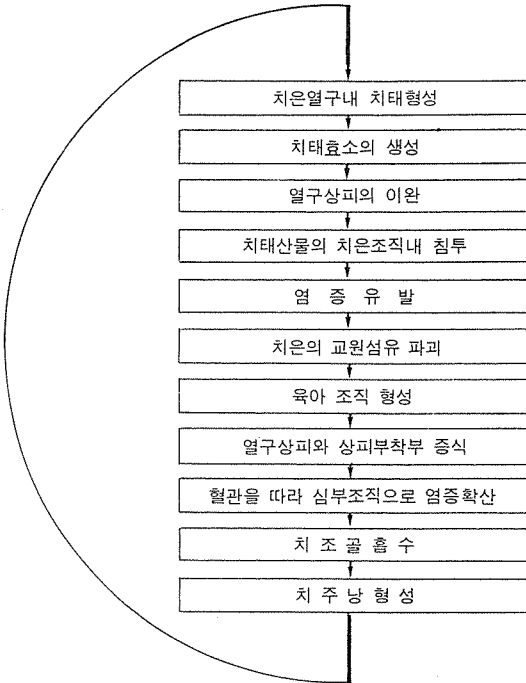 치은열구내 치태형성
치태효소의 생성
열구상피의 이완
치태산물의 치은조직내 침투
염 증 유 발
치은의 교원섬유 파괴
육아 조직 형성
열구상피와 상피부착부 증식
혈관을 따라 심부조직으로 염증확산
치 조 골 흡 수
치 주 낭 형 성